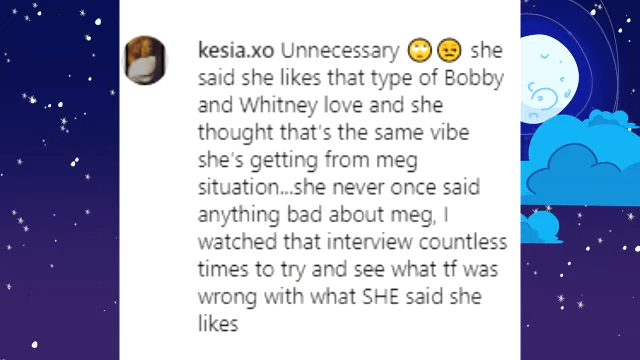 kesia.xo Unnecessary 🙄😣 she
said she likes that type of Bobby
and Whitney love and she
thought that's the same vibe
she's getting from meg
situation...she never once said
anything bad about meg, I
watched that interview countless
times to try and see what tf was
wrong with what SHE said she
likes